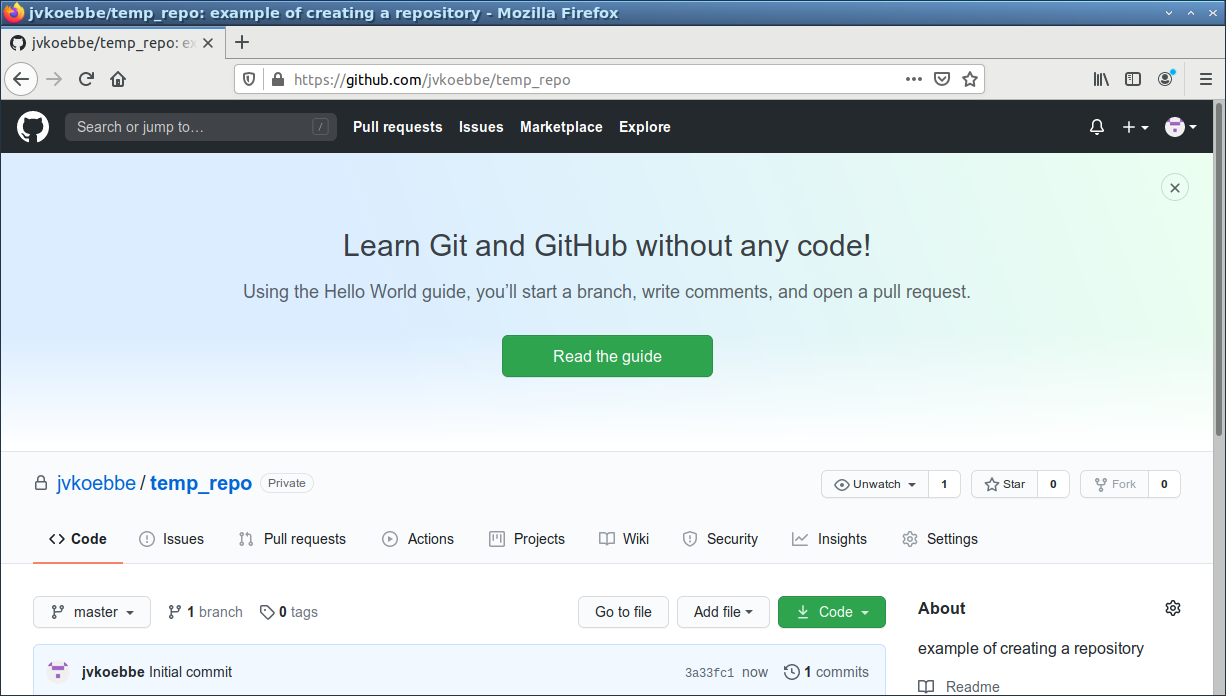 jvkoebbe/temp_repo: example of creating a repository - Mozilla Firefox
jvkoebbe/temp_repo: ex
https://github.com/jvkoebbe/temp_repo
Search or jump to… / Pull requests Issues Marketplace Explore
Learn Git and GitHub without any code!
Using the Hello World guide, you’ll start a branch, write comments, and open a pull request.
Read the guide
jvkoebbe / temp_repo Private Unwatch 1 Star 0 Fork 0
Code Issues Pull requests Actions Projects Wiki Security Insights Settings
master 1 branch 0 tags Go to file Add file Code About
jvkoebbe Initial commit 3a33fc1 now 1 commits example of creating a repository
Readme